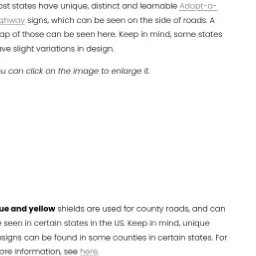 ost states have unique, distinct and learnable Adopt-a-
ghway signs, which can be seen on the side of roads. A
ap of those can be seen here. Keep in mind, some states
ve slight variations in design.
u can click on the image to enlarge it.
ue and yellow shields are used for county roads, and can
seen in certain states in the US. Keep in mind, unique
signs can be found in some counties in certain states. For
ore information, see here.